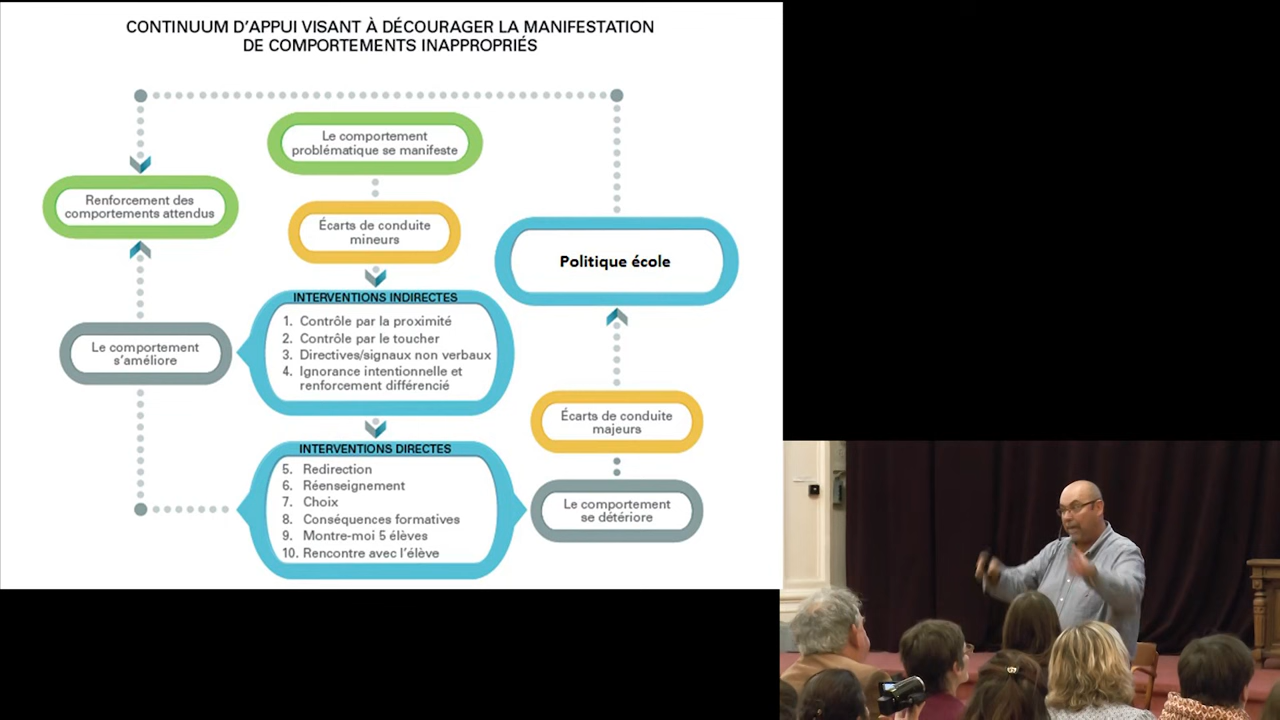 CONTINUUM D'APPUI VISANT À DÉCOURAGER LA MANIFESTATION
DE COMPORTEMENTS INAPPROPRIÉS
Le comportement
problématique se manifeste
Renforcement des
comportements attendus
Écarts de conduite
mineurs
Politique école
INTERVENTIONS INDIRECTES
1. Contrôle par la proximité
2. Contrôle par le toucher
3. Directives/signaux non verbaux
4. Ignorance intentionnelle et
renforcement différencié
Le comportement
s'améliore
Écarts de conduite
majeurs
INTERVENTIONS DIRECTES
5. Redirection
6. Réenseignement
7. Choix
8. Conséquences formatives
9. Montre-moi 5 élèves
10. Rencontre avec l'élève
Le comportement
se détériore